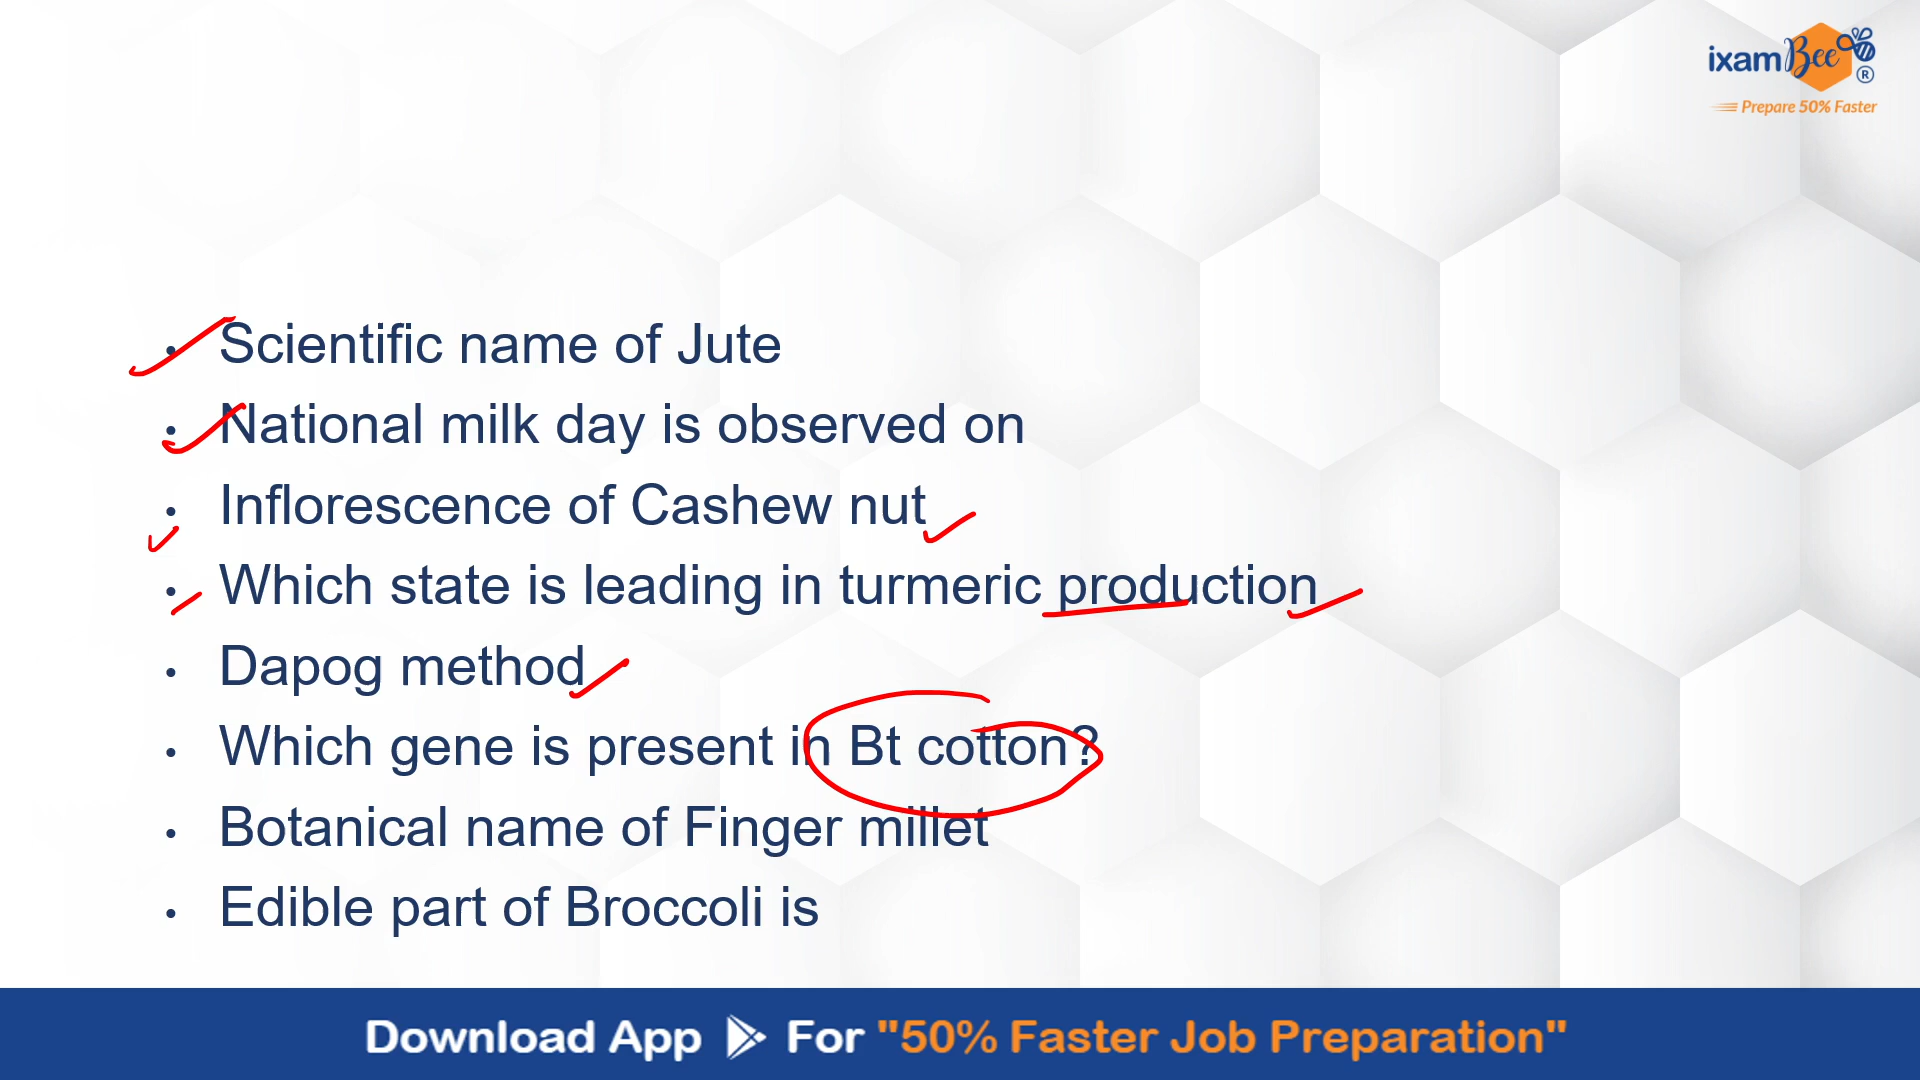 ixamBee®
Prepare 50% Faster
• Scientific name of Jute
• National milk day is observed on
• Inflorescence of Cashew nut
• Which state is leading in turmeric production
• Dapog method
• Which gene is present in Bt cotton?
• Botanical name of Finger millet
• Edible part of Broccoli is
Download App For "50% Faster Job Preparation"